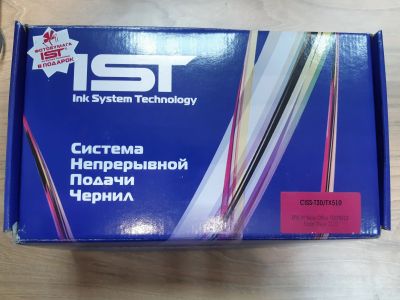 ФОТОБУМАГА
IST
В ПОДАРОК
IST
Ink System Technology
Система
Непрерывной
Подачи
Чернил
CISS-T30/TX510